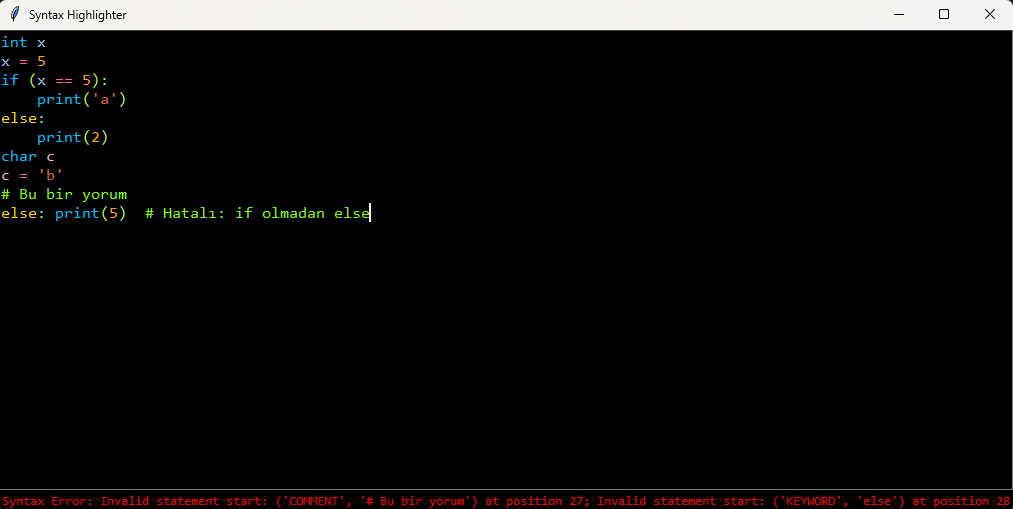 Syntax Highlighter
int x
x = 5
if (x == 5):
    print('a')
else:
    print(2)
char c
c = 'b'
# Bu bir yorum
else: print(5)  # Hatalı: if olmadan else
Syntax Error: Invalid statement start: ('COMMENT', '# Bu bir yorum') at position 27; Invalid statement start: ('KEYWORD', 'else') at position 28